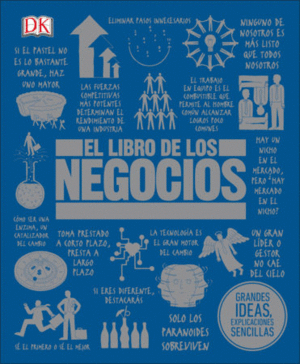 DK
ELIMINAR PASOS INNECESARIOS
NINGUNO DE
NOSOTROS ES
MÁS LISTO
QUE TODOS
NOSOTROS
SI EL PASTEL NO
ES LO BASTANTE
GRANDE, HAZ
UNO MAYOR
LAS FUERZAS
COMPETITIVAS
MÁS POTENTES
DETERMINAN EL
RENDIMIENTO DE
UNA INDUSTRIA
EL TRABAJO
EN EQUIPO ES EL
COMBUSTIBLE QUE
PERMITE AL HOMBRE
COMÚN ALCANZAR
LOGROS POCO
COMUNES
EL LIBRO DE LOS
NEGOCIOS
HAY UN
NICHO
EN EL
MERCADO,
PERO ¿HAY
MERCADO
EN EL
NICHO?
CÓMO SER UNA
ENZIMA, UN
CATALIZADOR
DEL CAMBIO
TOMA PRESTADO
A CORTO PLAZO,
PRESTA A
LARGO
PLAZO
LA TECNOLOGÍA ES
EL GRAN MOTOR
DEL CAMBIO
UN GRAN
LÍDER O
GESTOR
NO CAE
DEL CIELO
SI ERES DIFERENTE,
DESTACARÁS
SOLO LOS
PARANOIDES
SOBREVIVEN
GRANDES
IDEAS,
EXPLICACIONES
SENCILLAS
SÉ EL PRIMERO O SÉ EL MEJOR